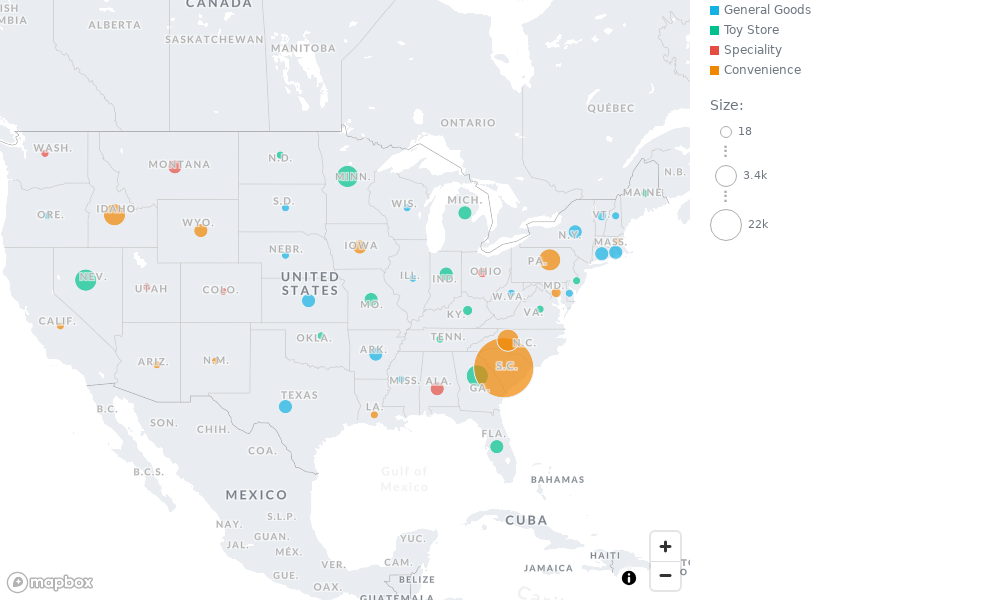 CANADA
ISH
MBIA
ALBERTA
SASKATCHEWAN
MANITOBA
ONTARIO
QUÉBEC
N.B.
WASH.
MONTANA
N.D.
MINN.
MAINE
ORE.
IDAHO
WYO.
S.D.
WIS.
MICH.
VT.
N.Y.
MASS.
NEBR.
IOWA
PA.
NEV.
UTAH
COLO.
UNITED
STATES
ILL.
IND.
OHIO
MD.
W.VA.
MO.
KY.
VA.
CALIF.
OKLA.
TENN.
N.C.
ARIZ.
N.M.
ARK.
S.C.
MISS.
ALA.
GA.
TEXAS
LA.
B.C.
SON.
CHIH.
FLA.
COA.
B.C.S.
Gulf of
Mexico
BAHAMAS
MEXICO
S.L.P.
NAY.
CUBA
GUAN.
JAL.
MÉX.
YUC.
HAITI
VER.
CAM.
JAMAICA
GUE.
BELIZE
OAX.
GUATEMALA
mapbox
General Goods
Toy Store
Speciality
Convenience
Size:
18
3.4k
22k
+
−